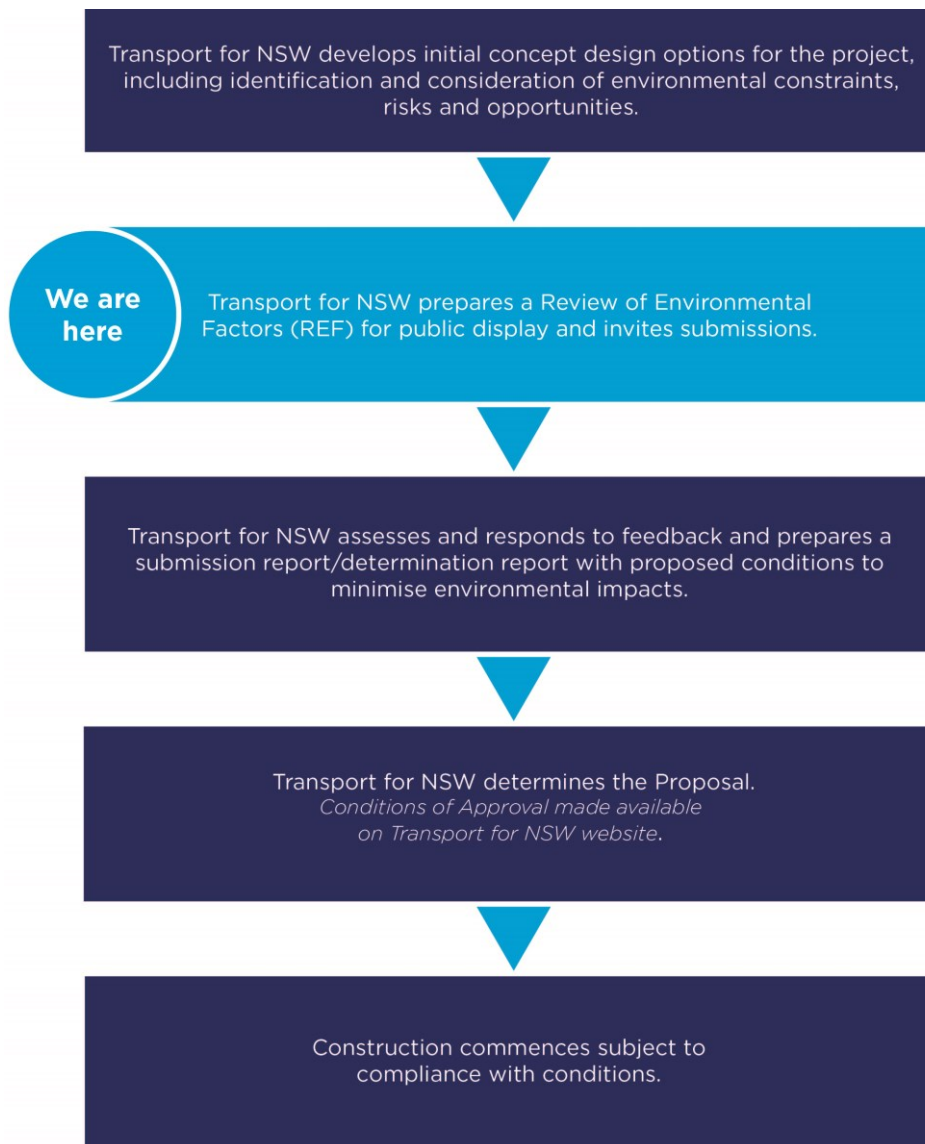 Transport for NSW develops initial concept design options for the project,
including identification and consideration of environmental constraints,
risks and opportunities.
We are
here
Transport for NSW prepares a Review of Environmental
Factors (REF) for public display and invites submissions.
Transport for NSW assesses and responds to feedback and prepares a
submission report/determination report with proposed conditions to
minimise environmental impacts.
Transport for NSW determines the Proposal.
Conditions of Approval made available
on Transport for NSW website.
Construction commences subject to
compliance with conditions.